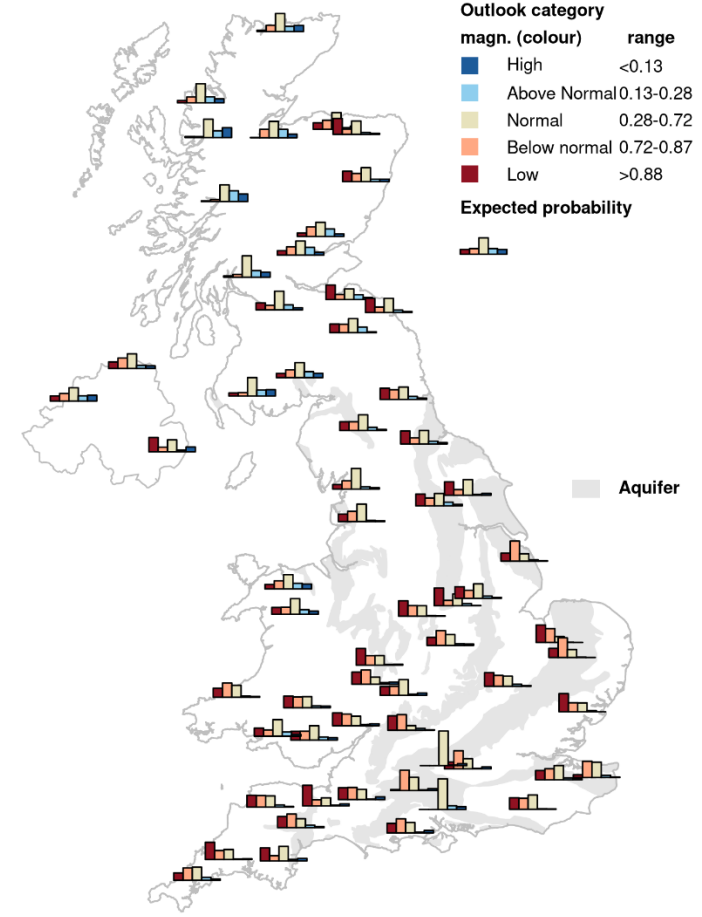 Outlook category
magn. (colour) range
High <0.13
Above Normal 0.13-0.28
Normal 0.28-0.72
Below normal 0.72-0.87
Low >0.88
Expected probability
Aquifer